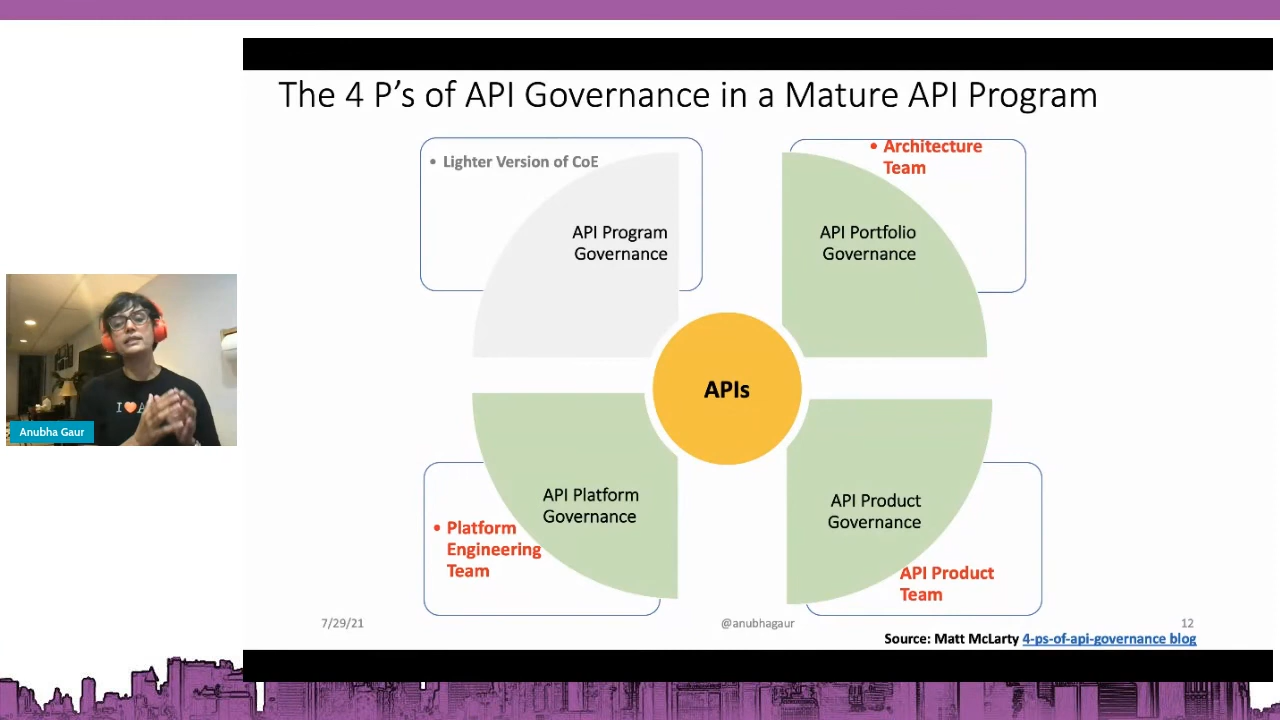 The 4 P's of API Governance in a Mature API Program
• Lighter Version of CoE
API Program
Governance
• Architecture
Team
API Portfolio
Governance
APIs
API Platform
Governance
• Platform
Engineering
Team
API Product
Governance
API Product
Team
I
Anubha Gaur
7/29/21
@anubhagaur
12
Source: Matt McLarty 4-ps-of-api-governance blog